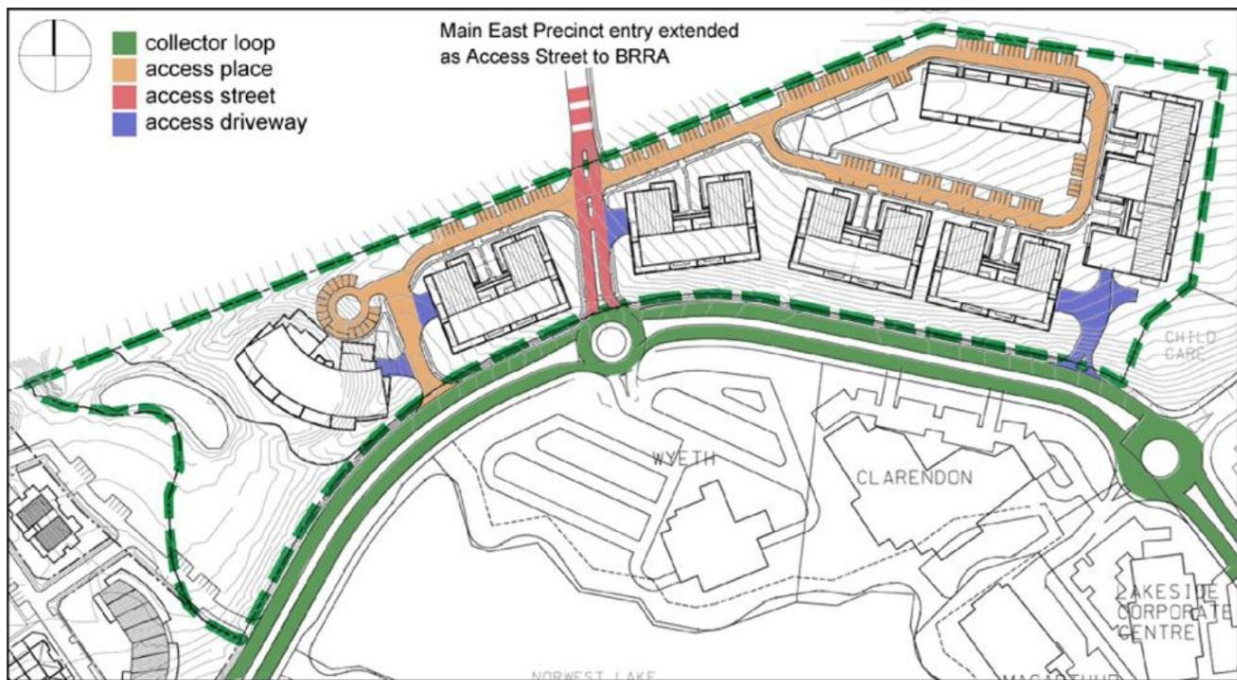 Main East Precinct entry extended
as Access Street to BRRA
collector loop
access place
access street
access driveway
CHILD
CARE
WYETH
CLARENDON
LAKESIDE
CORPORATE
CENTRE
NORWEST LAKE
MACARTHUR